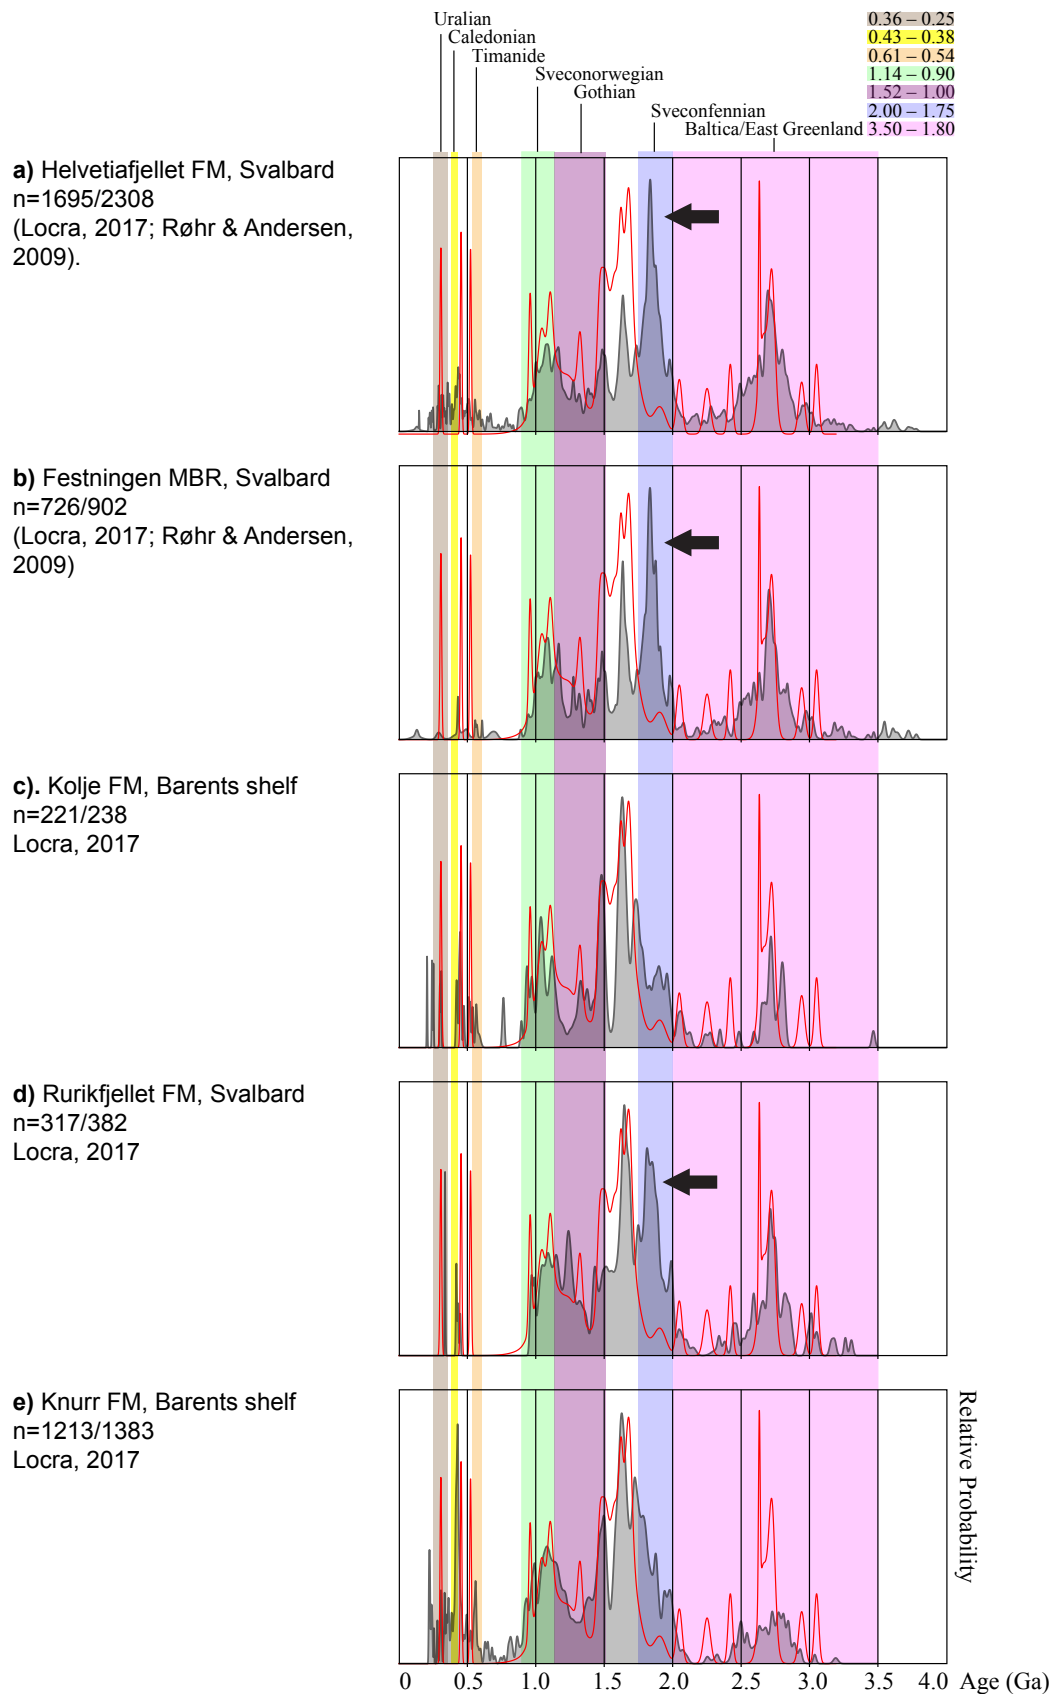 Uralian
0.36 – 0.25
Caledonian
0.43 – 0.38
Timanide
0.61 – 0.54
Sveconorwegian
1.14 – 0.90
Gothian
1.52 – 1.00
Sveconfennian
2.00 – 1.75
Baltica/East Greenland
3.50 – 1.80
a) Helvetiafjellet FM, Svalbard
n=1695/2308
(Locra, 2017; Røhr & Andersen,
2009).
b) Festningen MBR, Svalbard
n=726/902
(Locra, 2017; Røhr & Andersen,
2009)
c). Kolje FM, Barents shelf
n=221/238
Locra, 2017
d) Rurikfjellet FM, Svalbard
n=317/382
Locra, 2017
e) Knurr FM, Barents shelf
n=1213/1383
Locra, 2017
Relative Probability
0 0.5 1.0 1.5 2.0 2.5 3.0 3.5 4.0 Age (Ga)